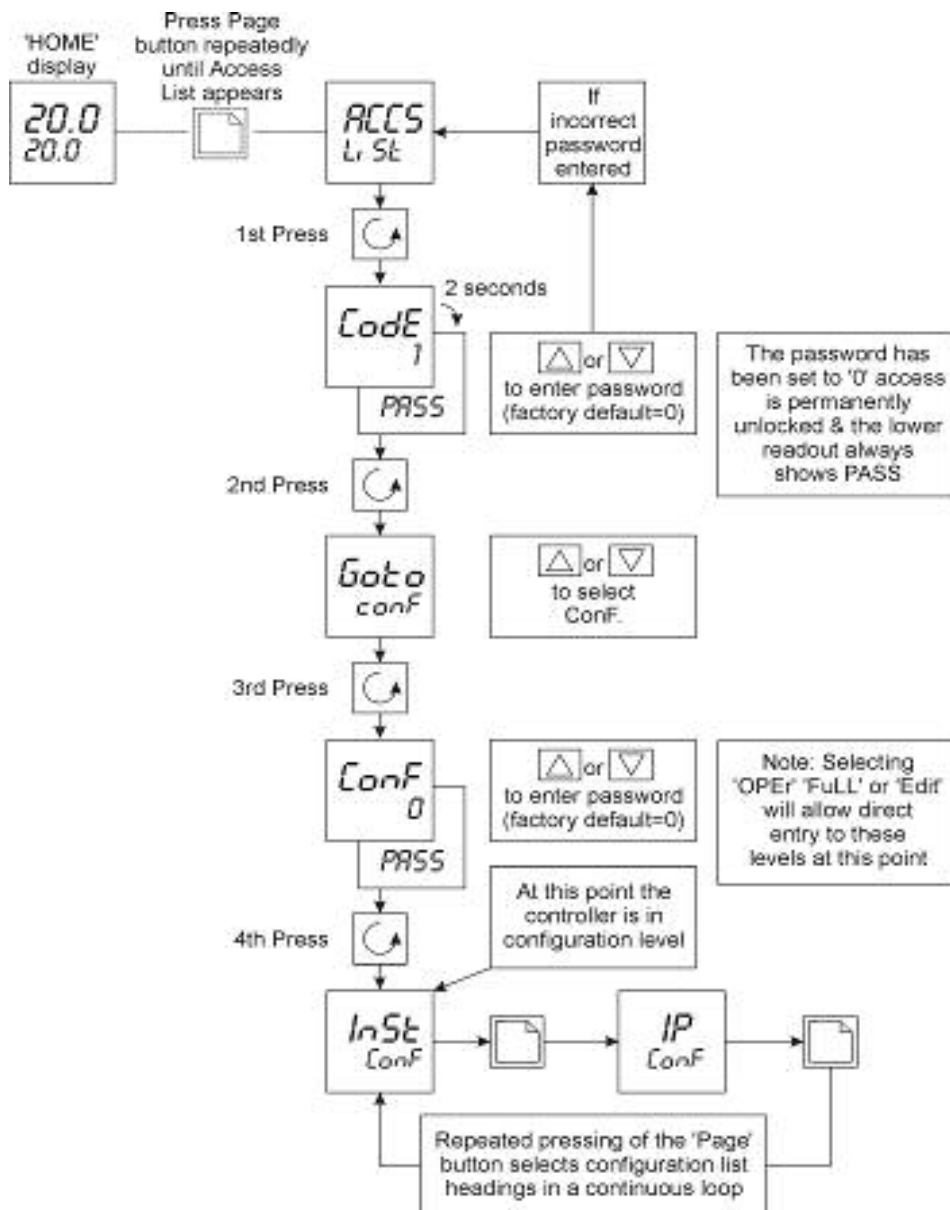 'HOME'
display
Press Page
button repeatedly
until Access
List appears
20.0
20.0
ACCS
LiSt
If
incorrect
password
entered
1st Press
CodE
1
PASS
2 seconds
or
to enter password
(factory default=0)
The password has
been set to '0' access
is permanently
unlocked & the lower
readout always
shows PASS
2nd Press
Goto
conF
or
to select
ConF.
3rd Press
ConF
0
PASS
or
to enter password
(factory default=0)
Note: Selecting
'OPEr' 'FuLL' or 'Edit'
will allow direct
entry to these
levels at this point
At this point the
controller is in
configuration level
4th Press
InSt
ConF
IP
ConF
Repeated pressing of the 'Page'
button selects configuration list
headings in a continuous loop